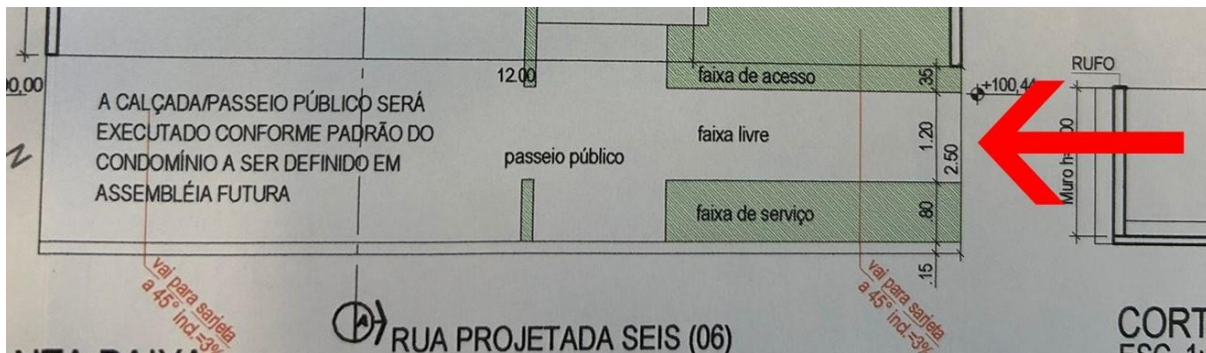 12.00
faixa de acesso
.35
+100,44
RUFO
00,00
A CALÇADA/PASSEIO PÚBLICO SERÁ
EXECUTADO CONFORME PADRÃO DO
CONDOMÍNIO A SER DEFINIDO EM
ASSEMBLÉIA FUTURA
passeio público
faixa livre
1.20
2.50
Muro
faixa de serviço
.80
.15
vai para sarjeta
a 45° incl.=3%
vai para sarjeta
a 45° incl.=3%
A
RUA PROJETADA SEIS (06)
CORT